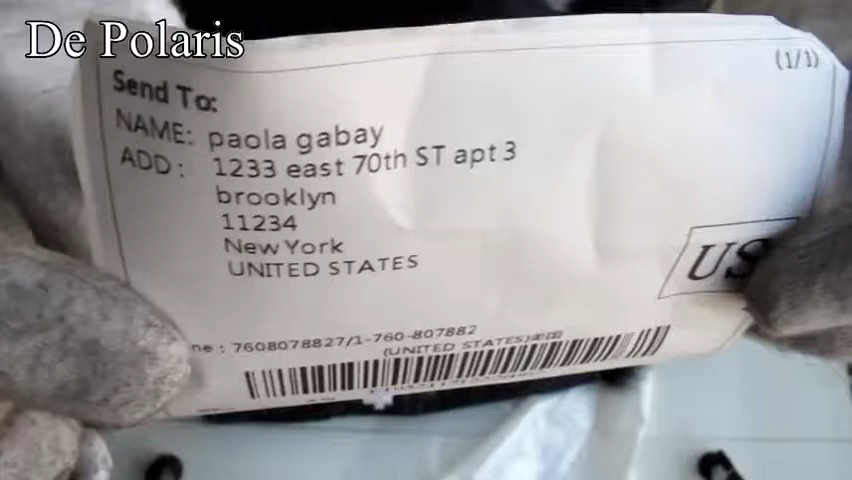 De Polaris
(1/1)
Send To:
NAME: paola gabay
ADD : 1233 east 70th ST apt 3
brooklyn
11234
New York
UNITED STATES
US
ne : 7608078827/1-760-807882
(UNITED STATES)